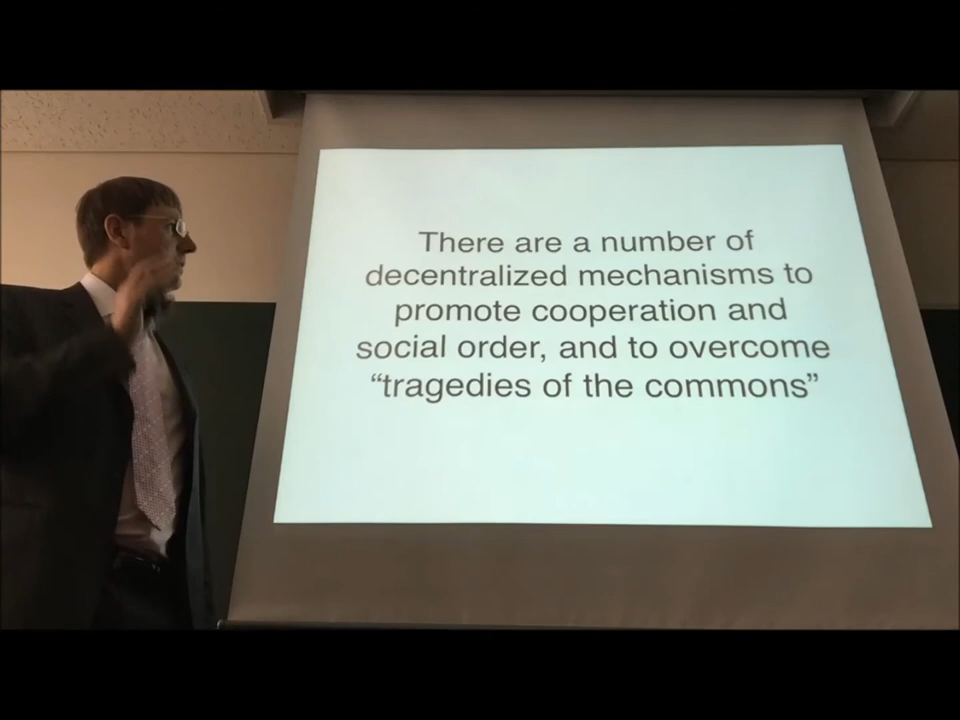 There are a number of
decentralized mechanisms to
promote cooperation and
social order, and to overcome
“tragedies of the commons”